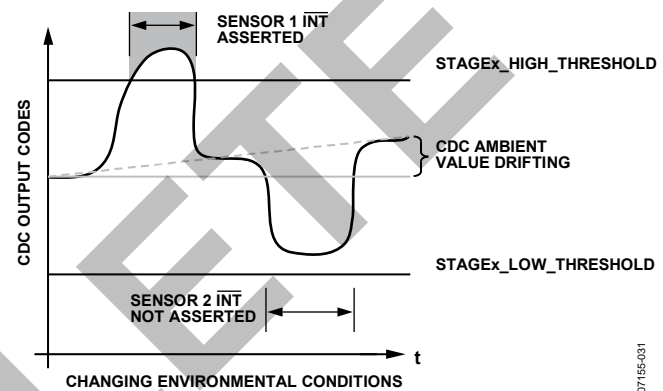 SENSOR 1 INT
ASSERTED
STAGEx_HIGH_THRESHOLD
CDC OUTPUT CODES
CDC AMBIENT
VALUE DRIFTING
STAGEx_LOW_THRESHOLD
SENSOR 2 INT
NOT ASSERTED
t
CHANGING ENVIRONMENTAL CONDITIONS
07155-031
ETE